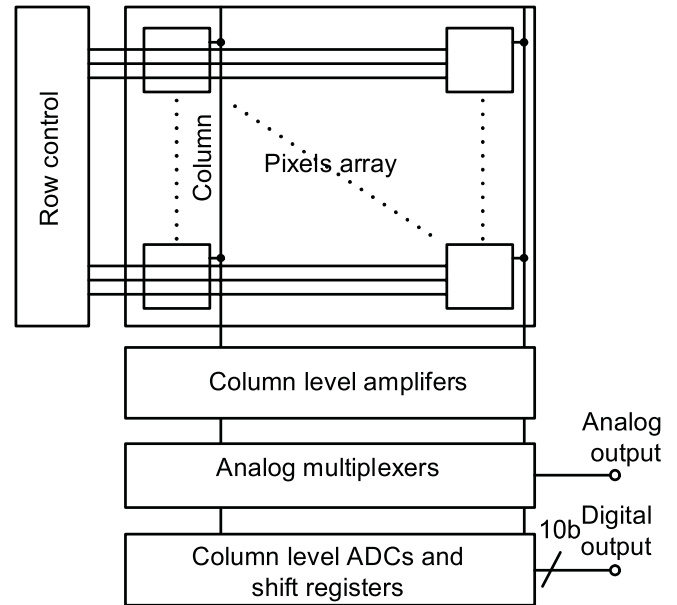 Row control
Column
Pixels array
Column level amplifers
Analog multiplexers
Analog
output
10b
Digital
output
Column level ADCs and
shift registers